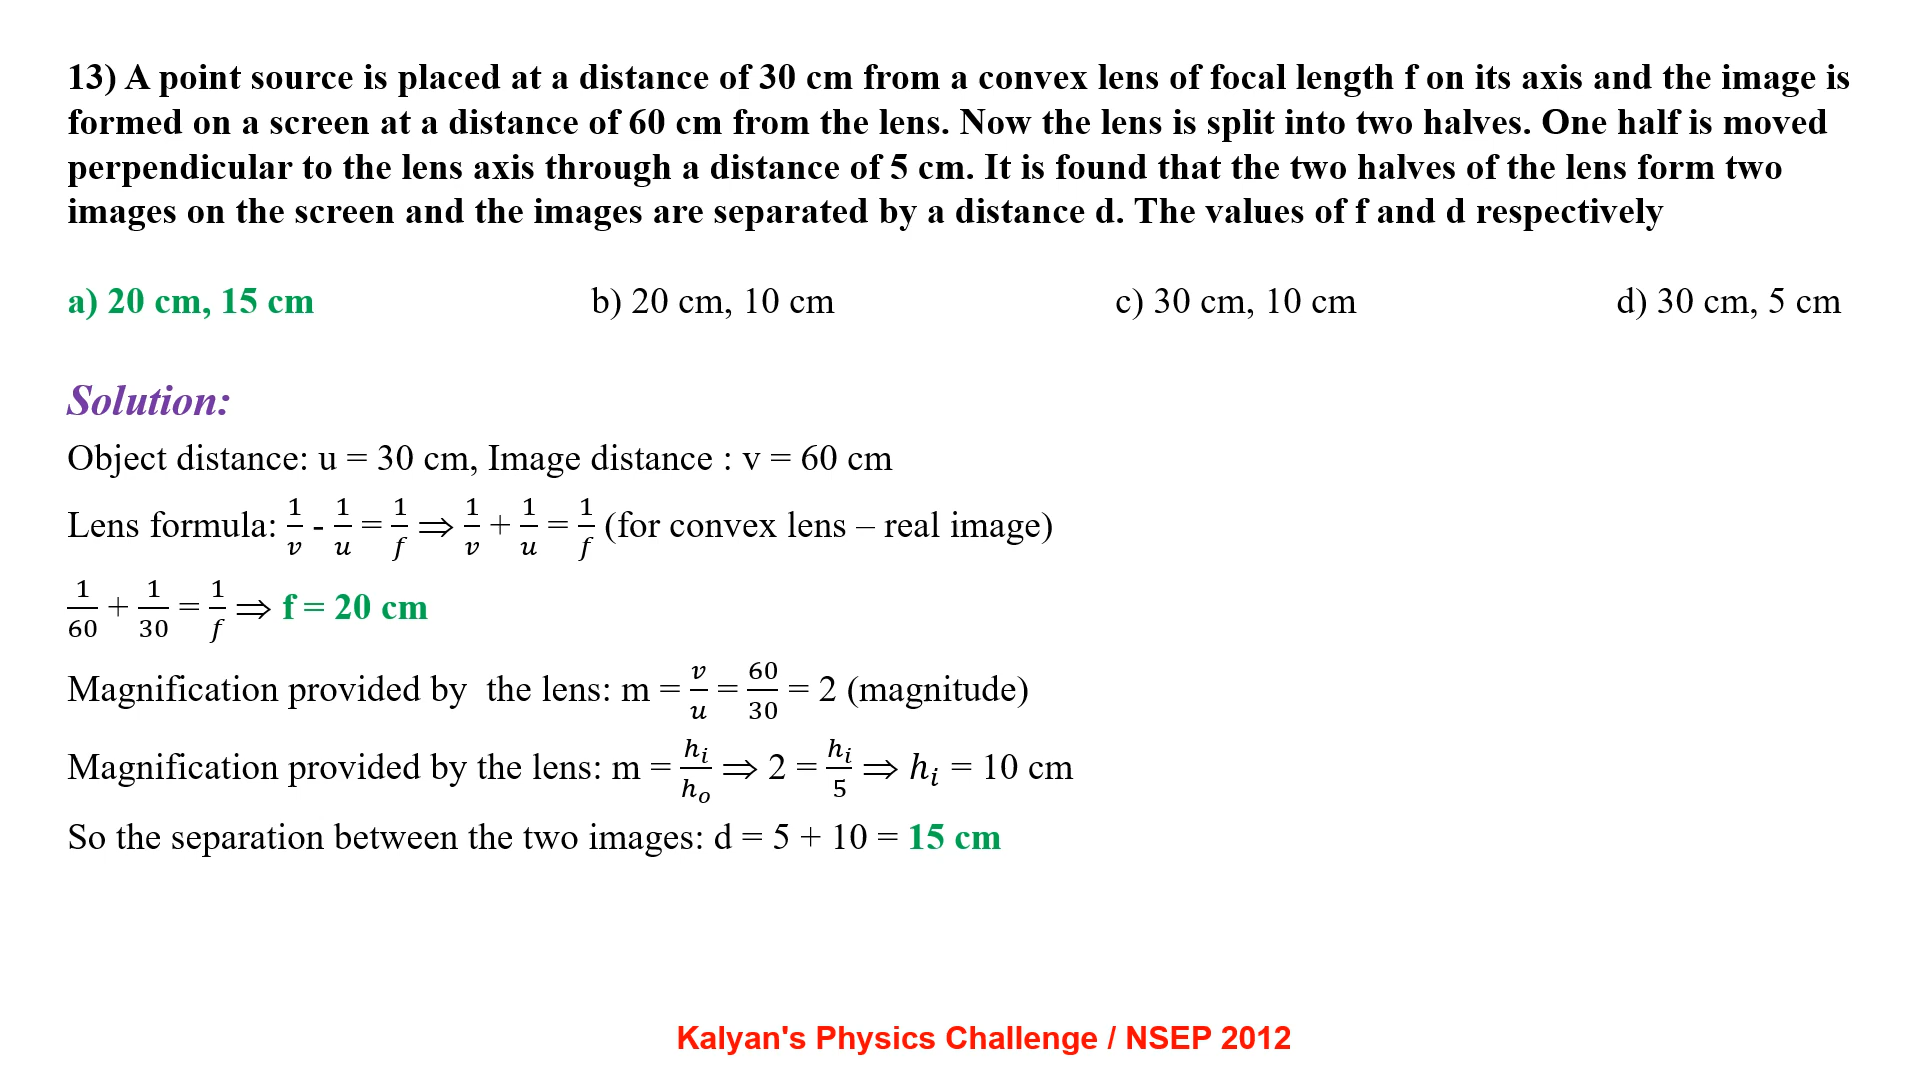 13) A point source is placed at a distance of 30 cm from a convex lens of focal length f on its axis and the image is
formed on a screen at a distance of 60 cm from the lens. Now the lens is split into two halves. One half is moved
perpendicular to the lens axis through a distance of 5 cm. It is found that the two halves of the lens form two
images on the screen and the images are separated by a distance d. The values of f and d respectively
a) 20 cm, 15 cm b) 20 cm, 10 cm c) 30 cm, 10 cm d) 30 cm, 5 cm
Solution:
Object distance: u = 30 cm, Image distance : v = 60 cm
Lens formula: 1/v - 1/u = 1/f ⇒ 1/v + 1/u = 1/f (for convex lens – real image)
1/60 + 1/30 = 1/f ⇒ f = 20 cm
Magnification provided by the lens: m = v/u = 60/30 = 2 (magnitude)
Magnification provided by the lens: m = hᵢ/hₒ ⇒ 2 = hᵢ/5 ⇒ hᵢ = 10 cm
So the separation between the two images: d = 5 + 10 = 15 cm
Kalyan's Physics Challenge / NSEP 2012